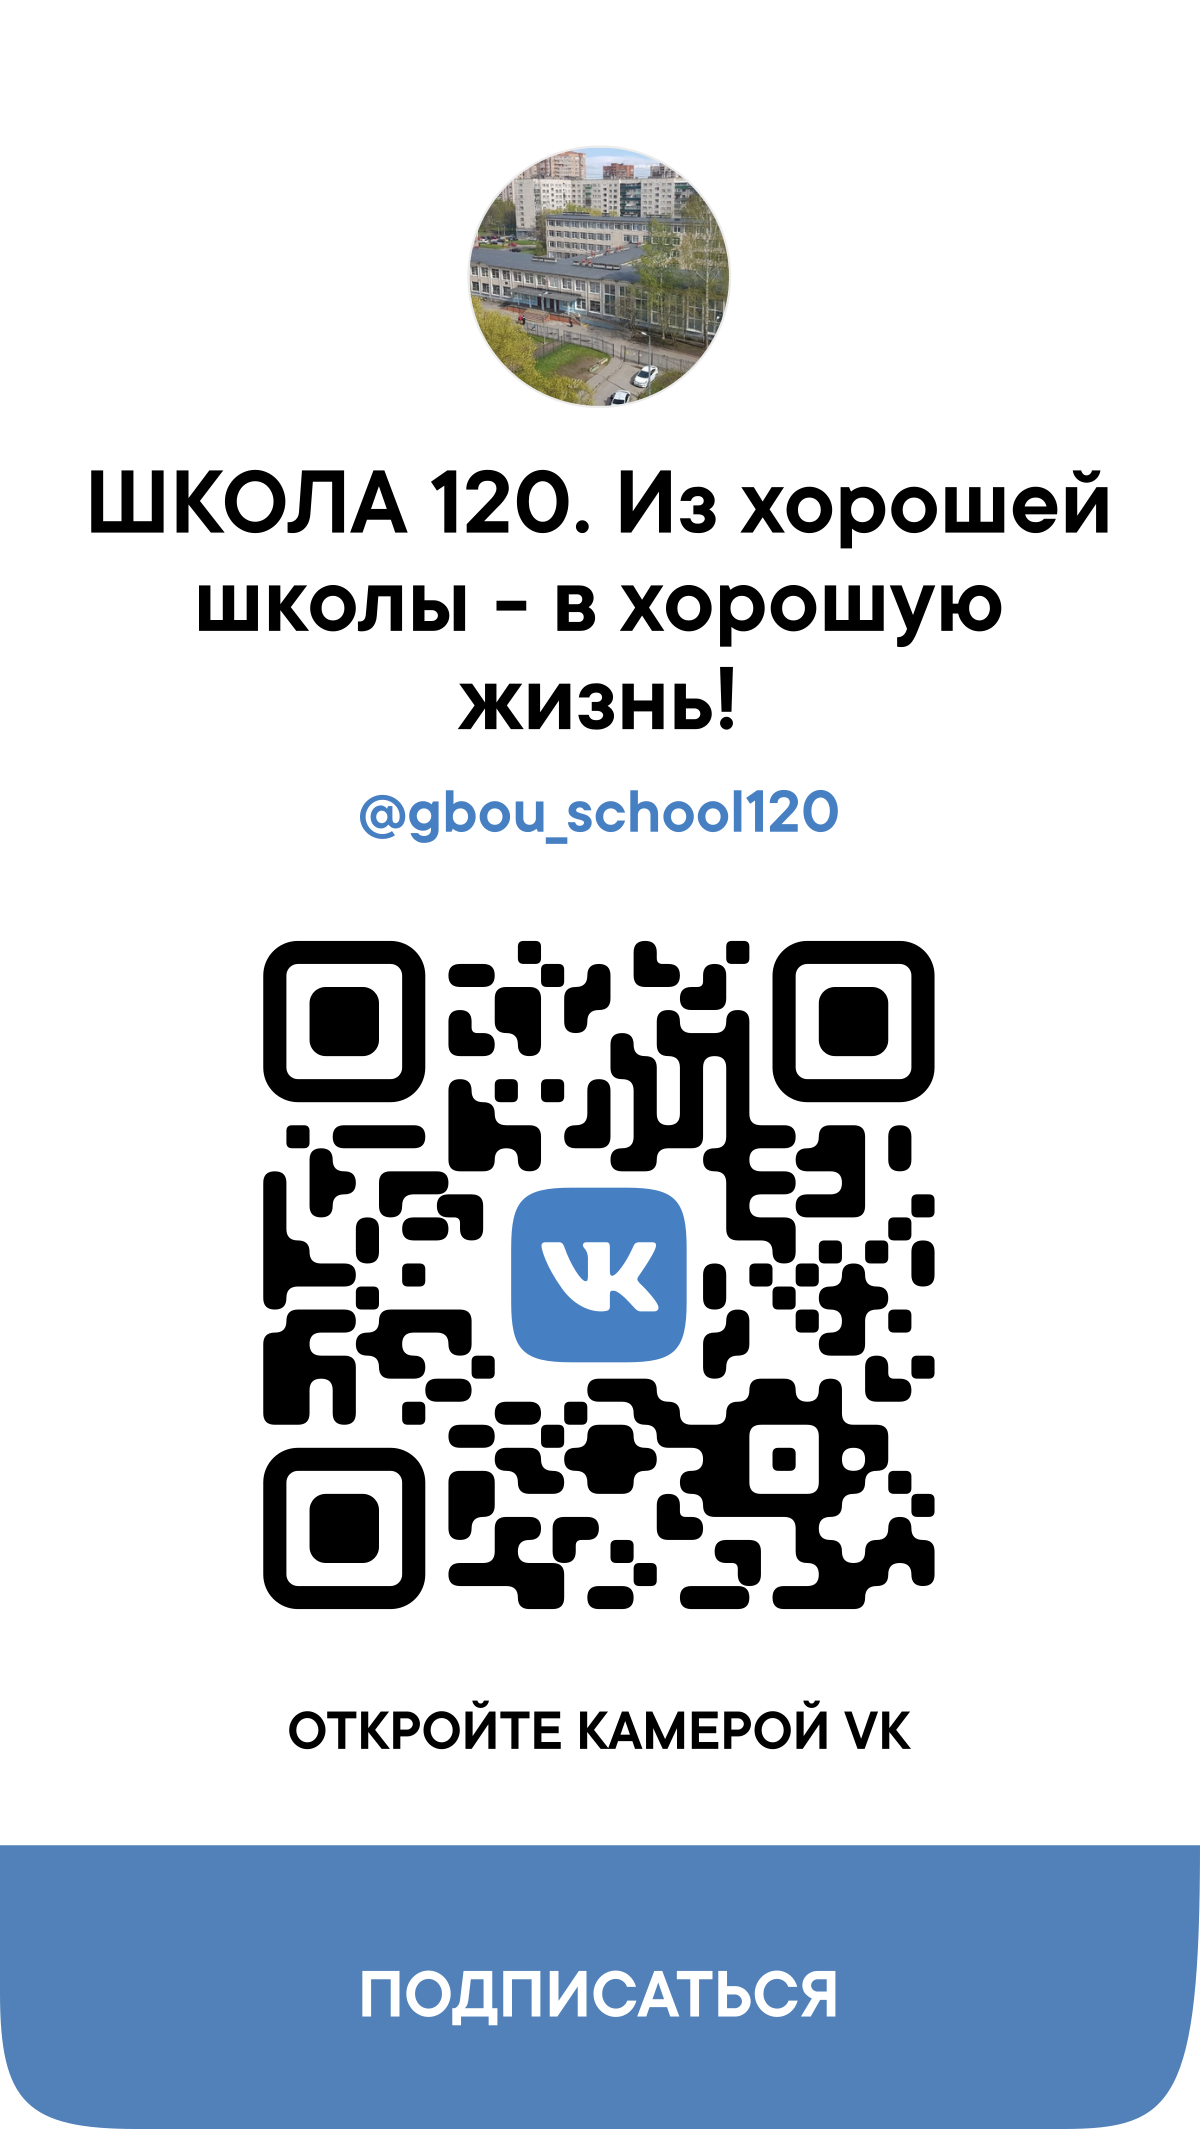 ШКОЛА 120. Из хорошей
школы - в хорошую
жизнь!
@gbou_school120
VK
ОТКРОЙТЕ КАМЕРОЙ VK
ПОДПИСАТЬСЯ